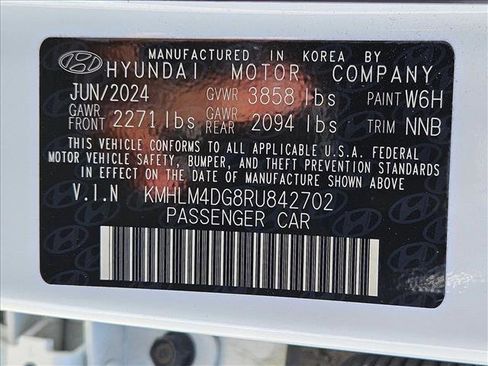 MANUFACTURED IN KOREA BY
HYUNDAI MOTOR COMPANY
JUN/2024 GVWR 3858 lbs PAINT W6H
GAWR FRONT 2271 lbs GAWR REAR 2094 lbs TRIM NNB
THIS VEHICLE CONFORMS TO ALL APPLICABLE U.S.A. FEDERAL
MOTOR VEHICLE SAFETY, BUMPER, AND THEFT PREVENTION STANDARDS
IN EFFECT ON THE DATE OF MANUFACTURE SHOWN ABOVE.
V.I.N KMHLM4DG8RU842702
PASSENGER CAR